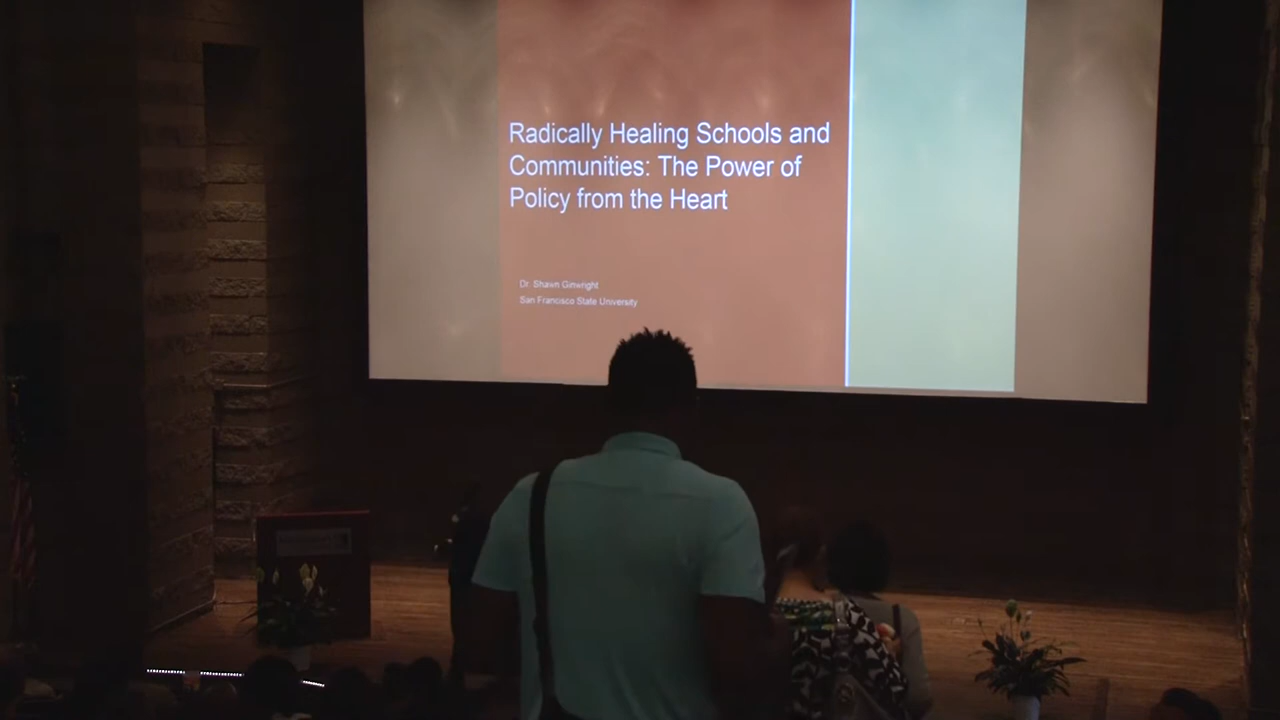 Radically Healing Schools and
Communities: The Power of
Policy from the Heart
Dr. Shawn Ginwright
San Francisco State University